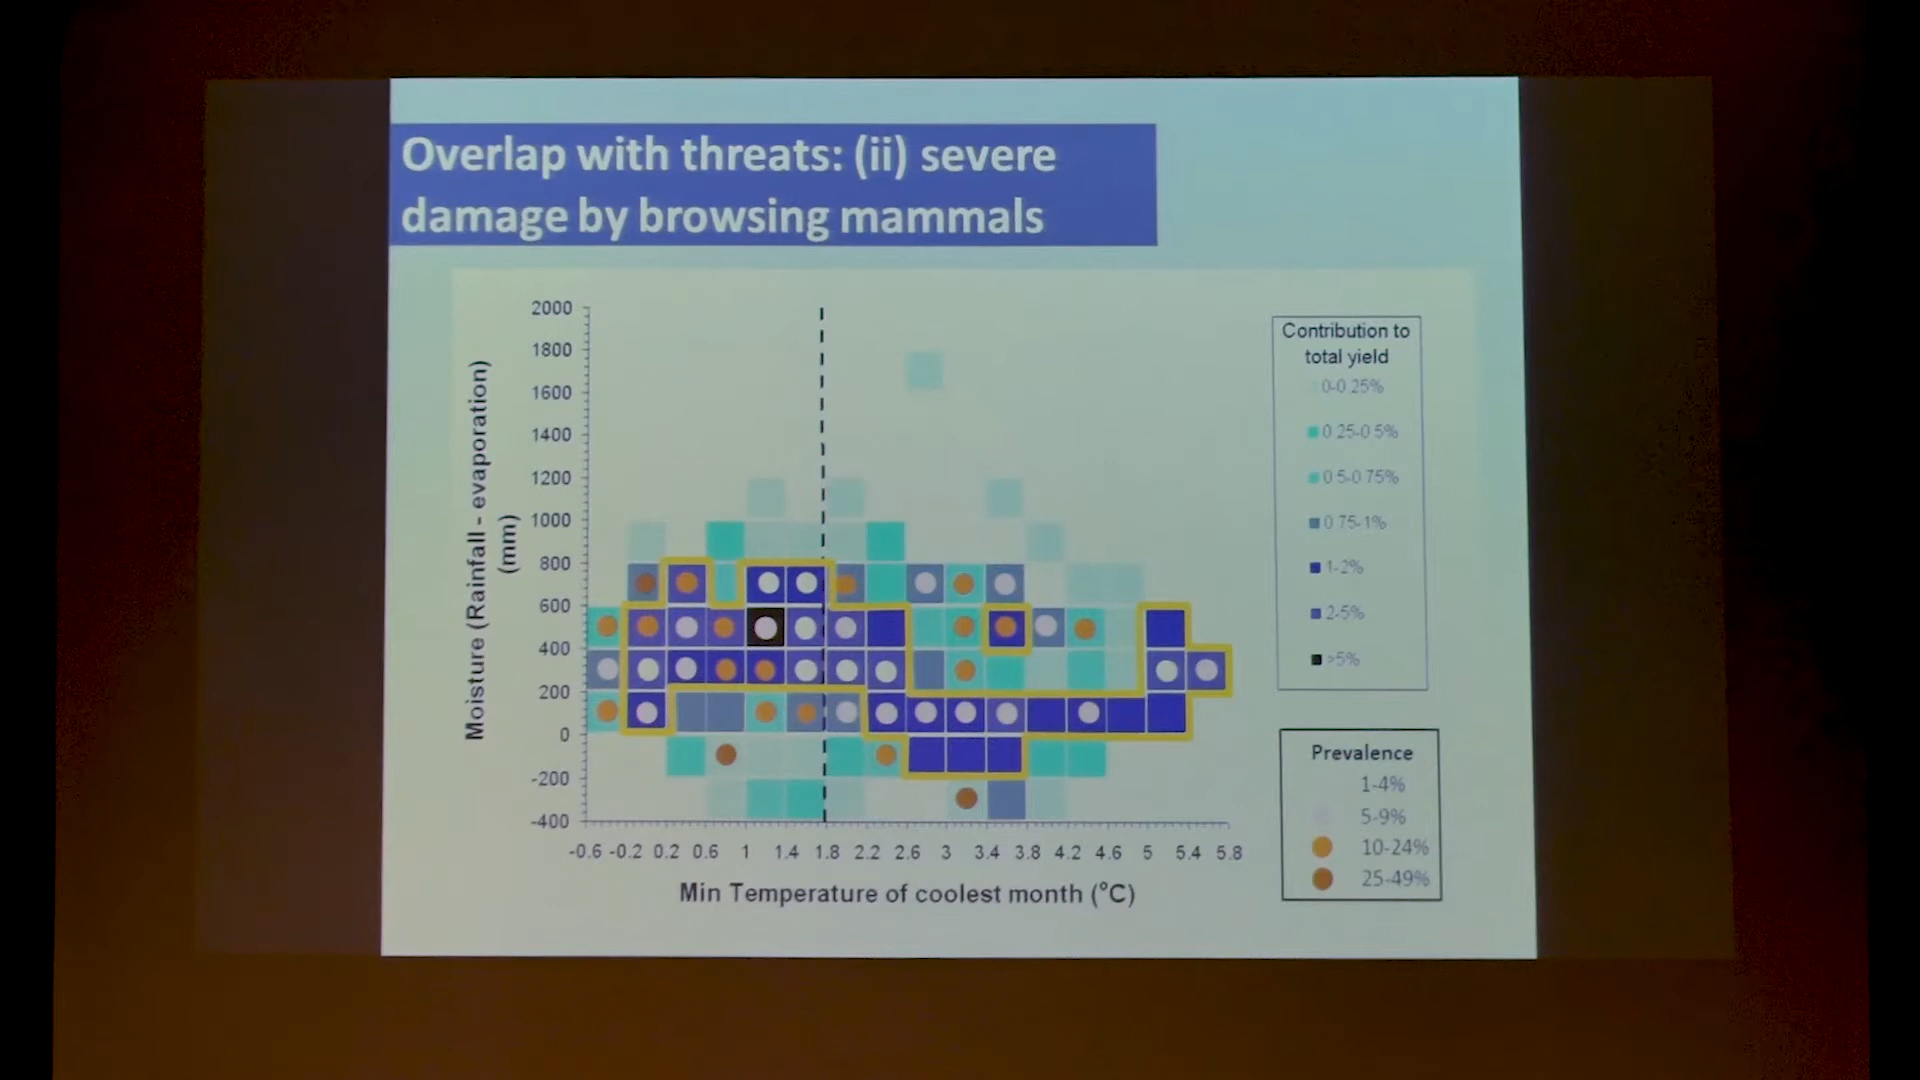 Overlap with threats: (ii) severe
damage by browsing mammals
2000
1800
1600
1400
1200
1000
800
600
400
200
0
-200
-400
Moisture (Rainfall - evaporation)
(mm)
-0.6 -0.2 0.2 0.6 1 1.4 1.8 2.2 2.6 3 3.4 3.8 4.2 4.6 5 5.4 5.8
Min Temperature of coolest month (°C)
Contribution to
total yield
0-0.25%
0.25-0.5%
0.5-0.75%
0.75-1%
1-2%
2-5%
>5%
Prevalence
1-4%
5-9%
10-24%
25-49%